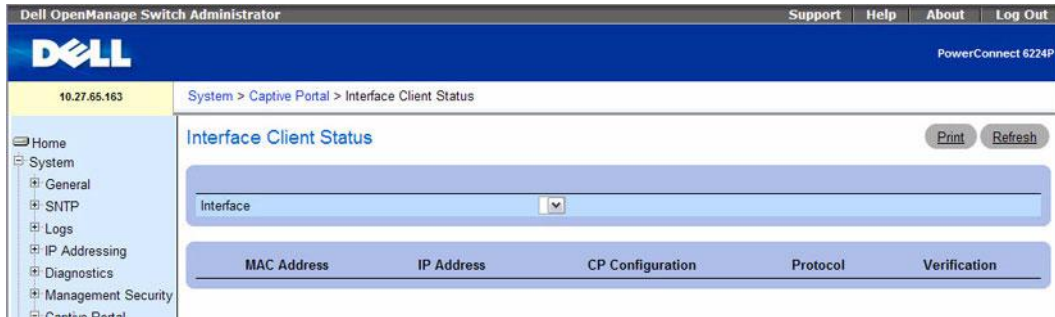 Dell OpenManage Switch Administrator
Support Help About Log Out
DELL
PowerConnect 6224P
10.27.65.163
System > Captive Portal > Interface Client Status
Home
System
General
SNTP
Logs
IP Addressing
Diagnostics
Management Security
Captive Portal
Interface Client Status
Print Refresh
Interface
MAC Address IP Address CP Configuration Protocol Verification